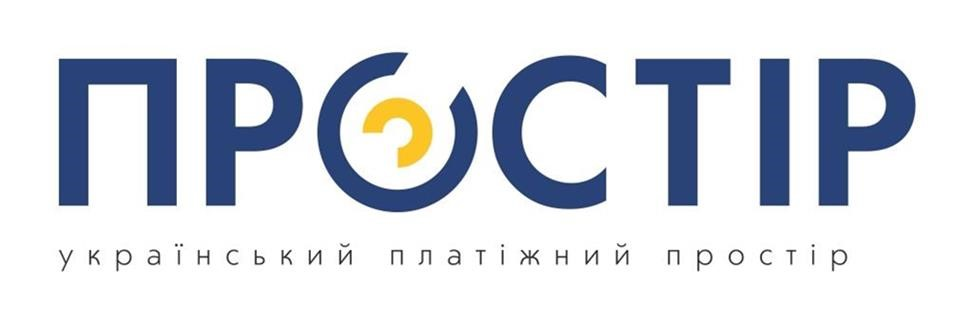 ПРОСТІР
український платіжний простір